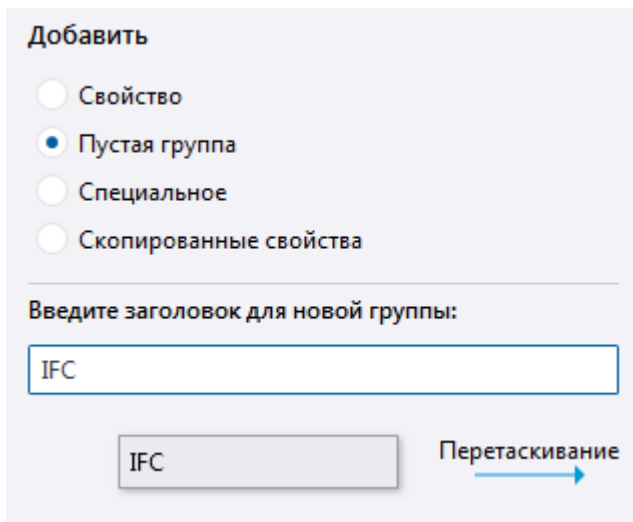 Добавить
Свойство
Пустая группа
Специальное
Скопированные свойства
Введите заголовок для новой группы:
IFC
IFC
Перетаскивание